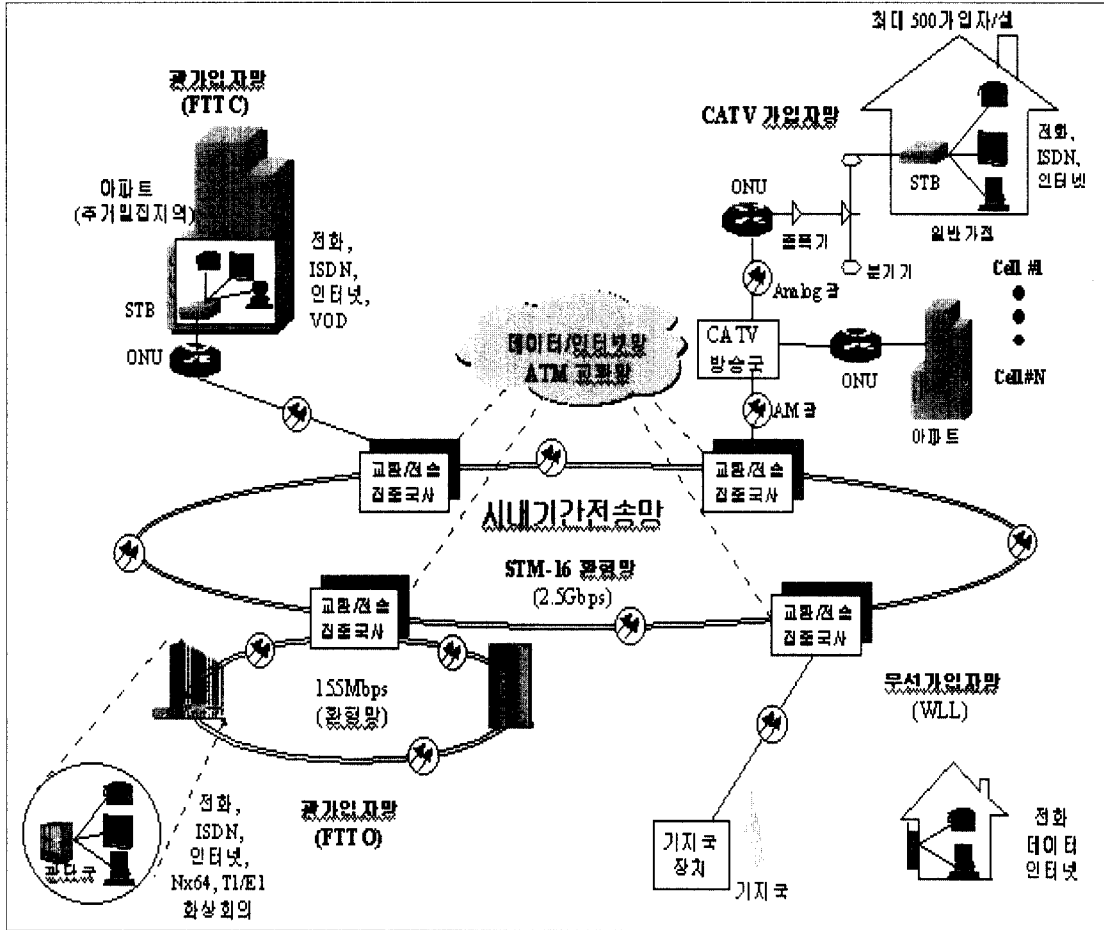 최대 500가입자/셀
광가입자망
(FTTC)
CATV 가입자망
아파트
(주거밀집지역)
전화,
ISDN,
인터넷,
VOD
STB
ONU
ONU
증폭기
분기기
STB
전화,
ISDN,
인터넷
일반가정
Analog 광
CATV
방송국
ONU
아파트
Cell #1
Cell#N
AM 광
데이터/인터넷망
ATM 교환망
교환/전송
집중국사
교환/전송
집중국사
시내기간전송망
STM-16 환형망
(2.5Gbps)
교환/전송
집중국사
교환/전송
집중국사
155Mbps
(환형망)
무선가입자망
(WLL)
광가입자망
(FTTO)
광단국
전화,
ISDN,
인터넷,
Nx64, T1/E1
화상회의
기지국
장치
기지국
전화
데이터
인터넷